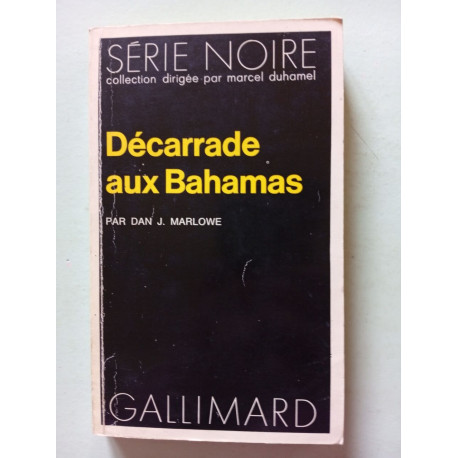 SÉRIE NOIRE
collection dirigée par marcel duhamel
Décarrade
aux Bahamas
PAR DAN J. MARLOWE
GALLIMARD